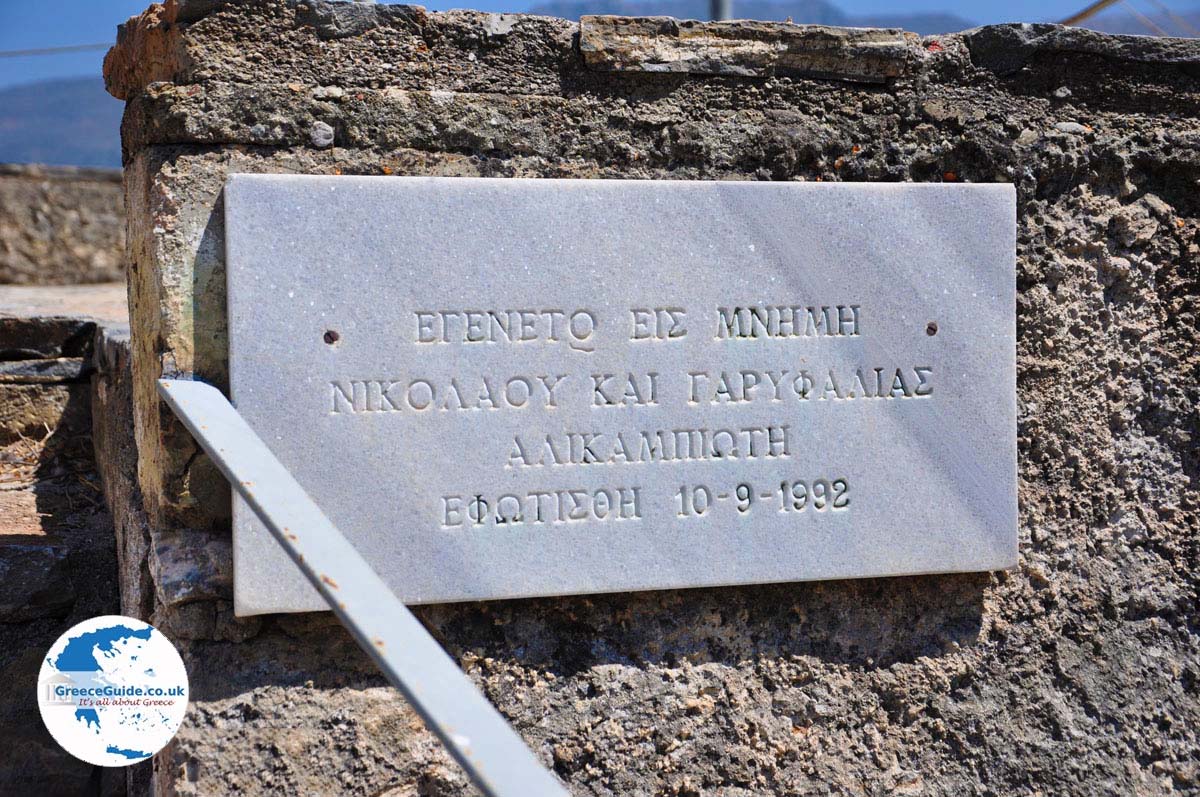 ΕΓΕΝΕΤΟ ΕΙΣ ΜΝΗΜΗ
ΝΙΚΟΛΑΟΥ ΚΑΙ ΓΑΡΥΦΑΛΙΑΣ
ΑΛΙΚΑΜΠΙΩΤΗ
ΕΦΩΤΙΣΘΗ 10-9-1992
GreeceGuide.co.uk
It's all about Greece